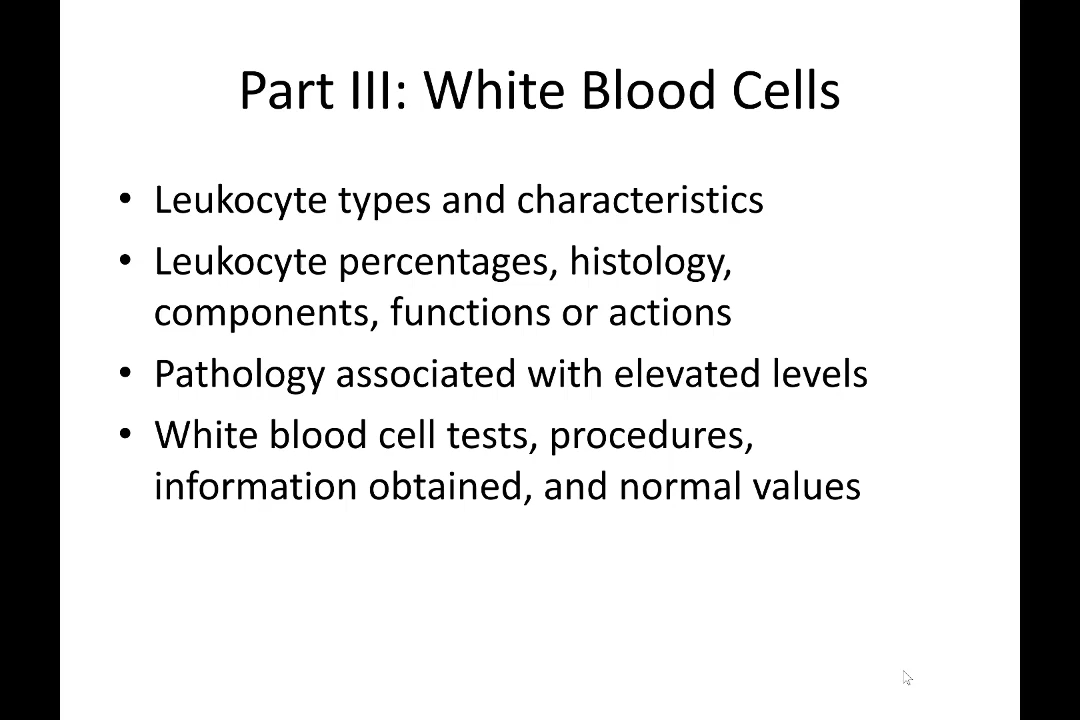 Part III: White Blood Cells
• Leukocyte types and characteristics
• Leukocyte percentages, histology,
components, functions or actions
• Pathology associated with elevated levels
• White blood cell tests, procedures,
information obtained, and normal values